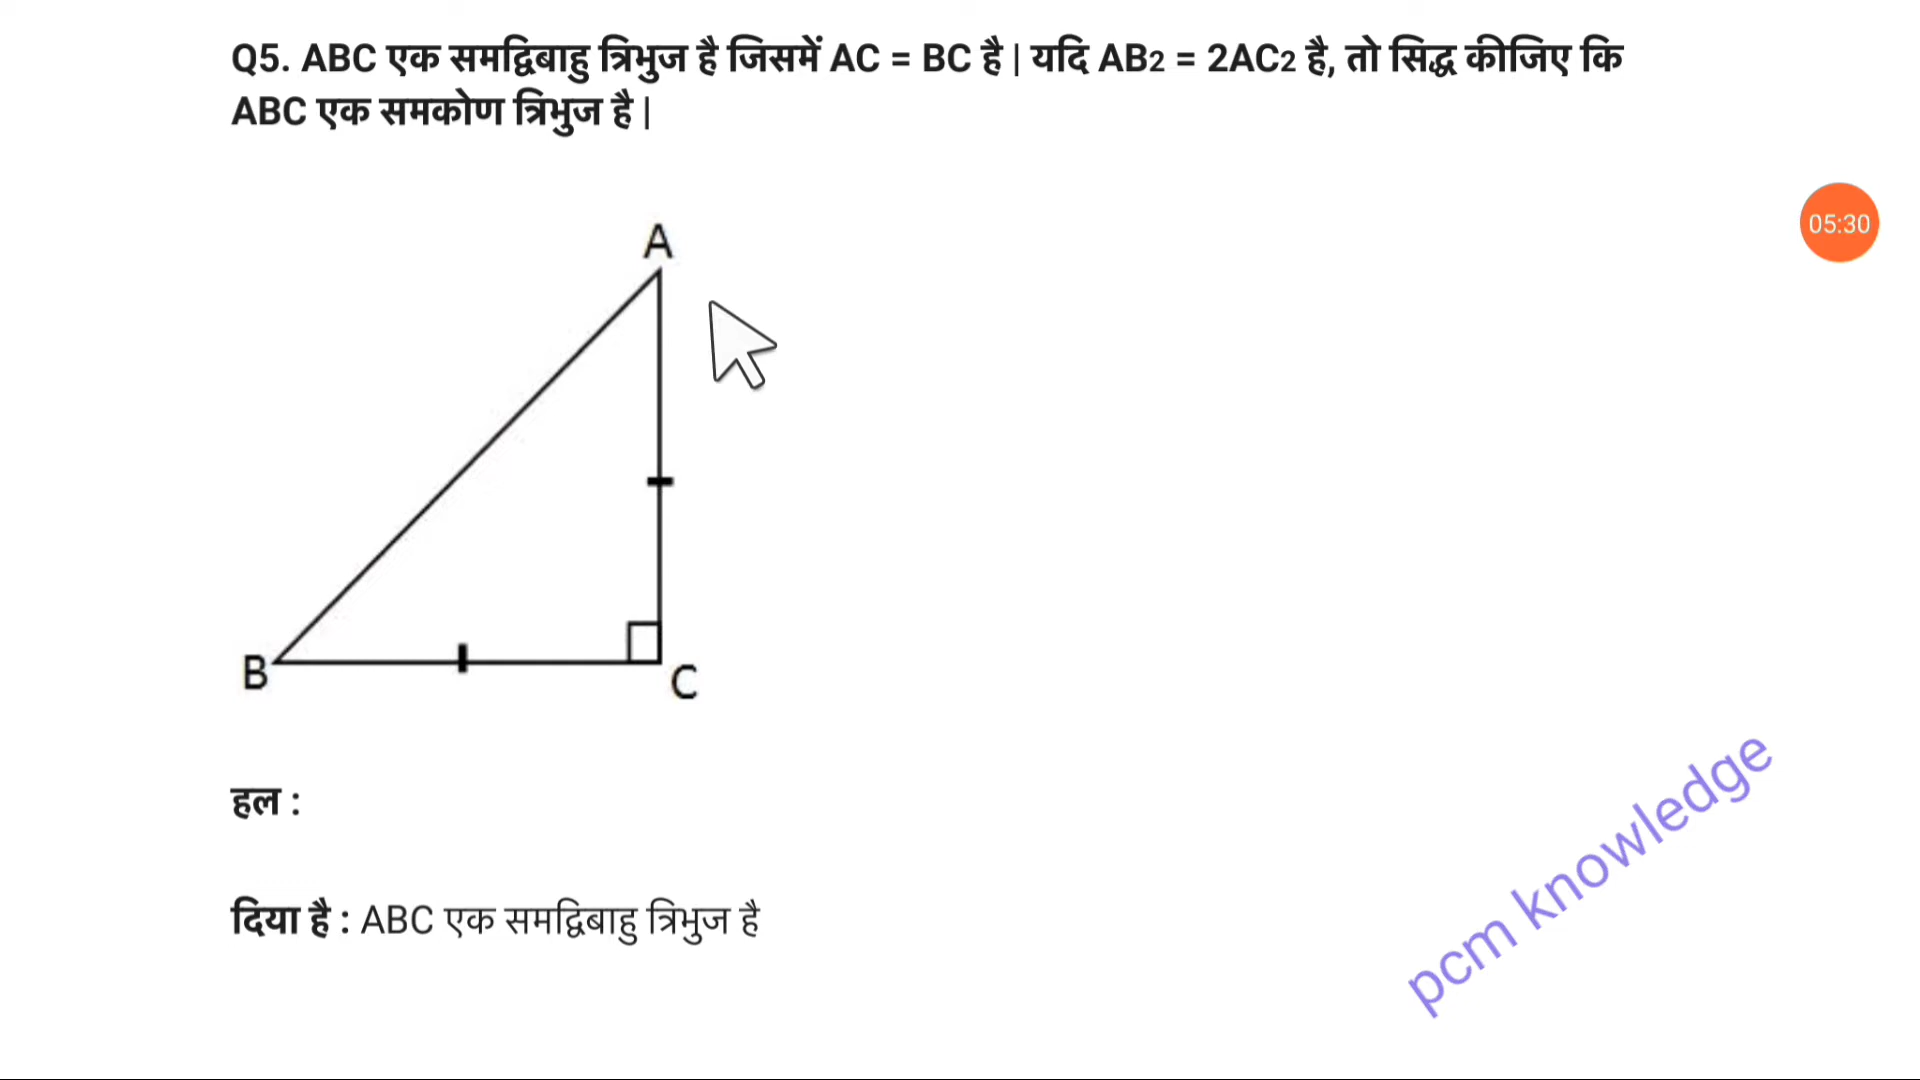 Q5. ABC एक समद्विबाहु त्रिभुज है जिसमें AC = BC है | यदि AB2 = 2AC2 है, तो सिद्ध कीजिए कि
ABC एक समकोण त्रिभुज है |
05:30
A
B
C
हल :
दिया है : ABC एक समद्विबाहु त्रिभुज है
pcm knowledge